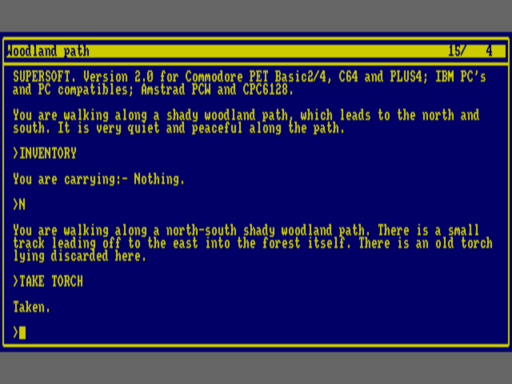 Woodland path 15/ 4
SUPERSOFT. Version 2.0 for Commodore PET Basic2/4, C64 and PLUS4; IBM PC's
and PC compatibles; Amstrad PCW and CPC6128.
You are walking along a shady woodland path, which leads to the north and
south. It is very quiet and peaceful along the path.
>INVENTORY
You are carrying:- Nothing.
>N
You are walking along a north-south shady woodland path. There is a small
track leading off to the east into the forest itself. There is an old torch
lying discarded here.
>TAKE TORCH
Taken.
>